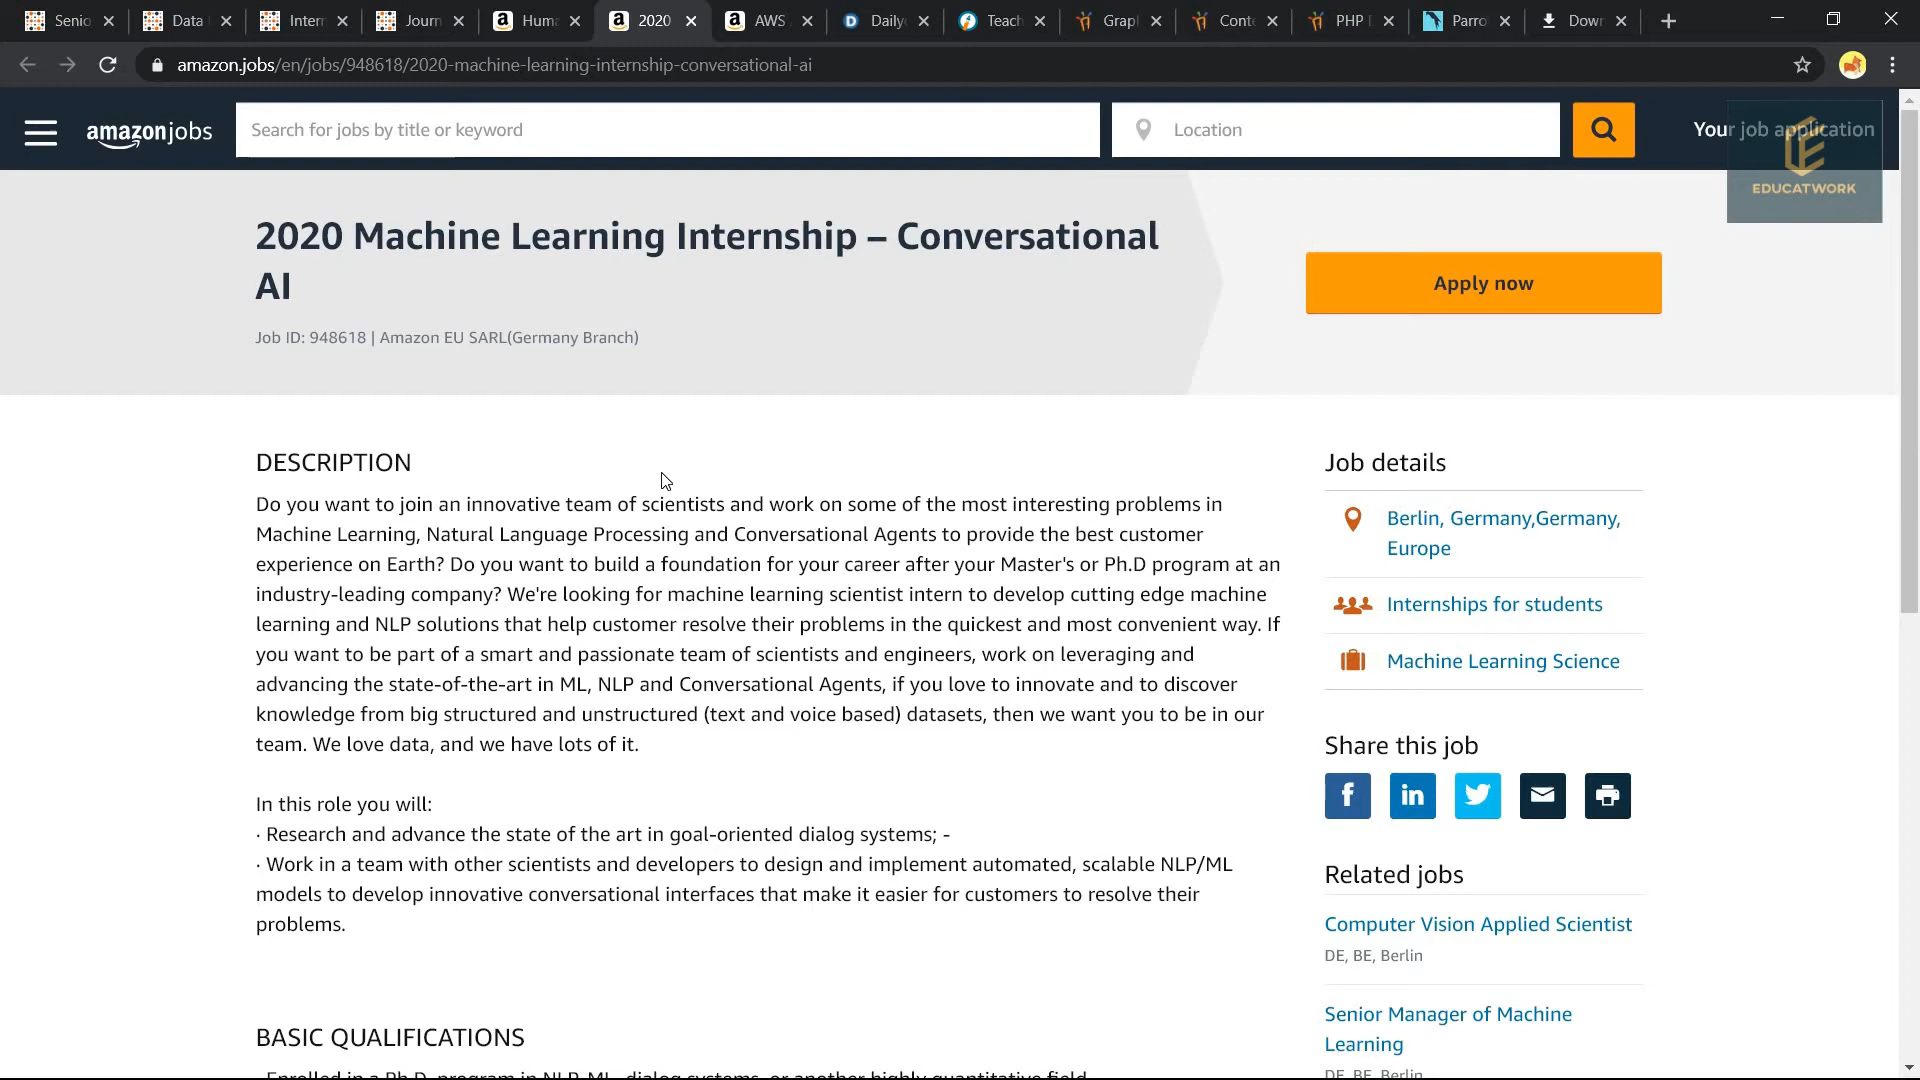 Senio
Data
Intern
Journ
Huma
2020
AWS
Daily
Teach
Grap
Conte
PHP
Parro
Dow
amazon.jobs/en/jobs/948618/2020-machine-learning-internship-conversational-ai
amazonjobs
Search for jobs by title or keyword
Location
Your job application
EDUCATWORK
2020 Machine Learning Internship – Conversational
AI
Job ID: 948618 | Amazon EU SARL(Germany Branch)
Apply now
DESCRIPTION
Do you want to join an innovative team of scientists and work on some of the most interesting problems in
Machine Learning, Natural Language Processing and Conversational Agents to provide the best customer
experience on Earth? Do you want to build a foundation for your career after your Master's or Ph.D program at an
industry-leading company? We're looking for machine learning scientist intern to develop cutting edge machine
learning and NLP solutions that help customer resolve their problems in the quickest and most convenient way. If
you want to be part of a smart and passionate team of scientists and engineers, work on leveraging and
advancing the state-of-the-art in ML, NLP and Conversational Agents, if you love to innovate and to discover
knowledge from big structured and unstructured (text and voice based) datasets, then we want you to be in our
team. We love data, and we have lots of it.
In this role you will:
· Research and advance the state of the art in goal-oriented dialog systems; -
· Work in a team with other scientists and developers to design and implement automated, scalable NLP/ML
models to develop innovative conversational interfaces that make it easier for customers to resolve their
problems.
BASIC QUALIFICATIONS
· Enrolled in a Ph.D. program in NLP, ML, dialog systems, or another highly quantitative field
Job details
Berlin, Germany,Germany,
Europe
Internships for students
Machine Learning Science
Share this job
Related jobs
Computer Vision Applied Scientist
DE, BE, Berlin
Senior Manager of Machine
Learning
DE, BE, Berlin